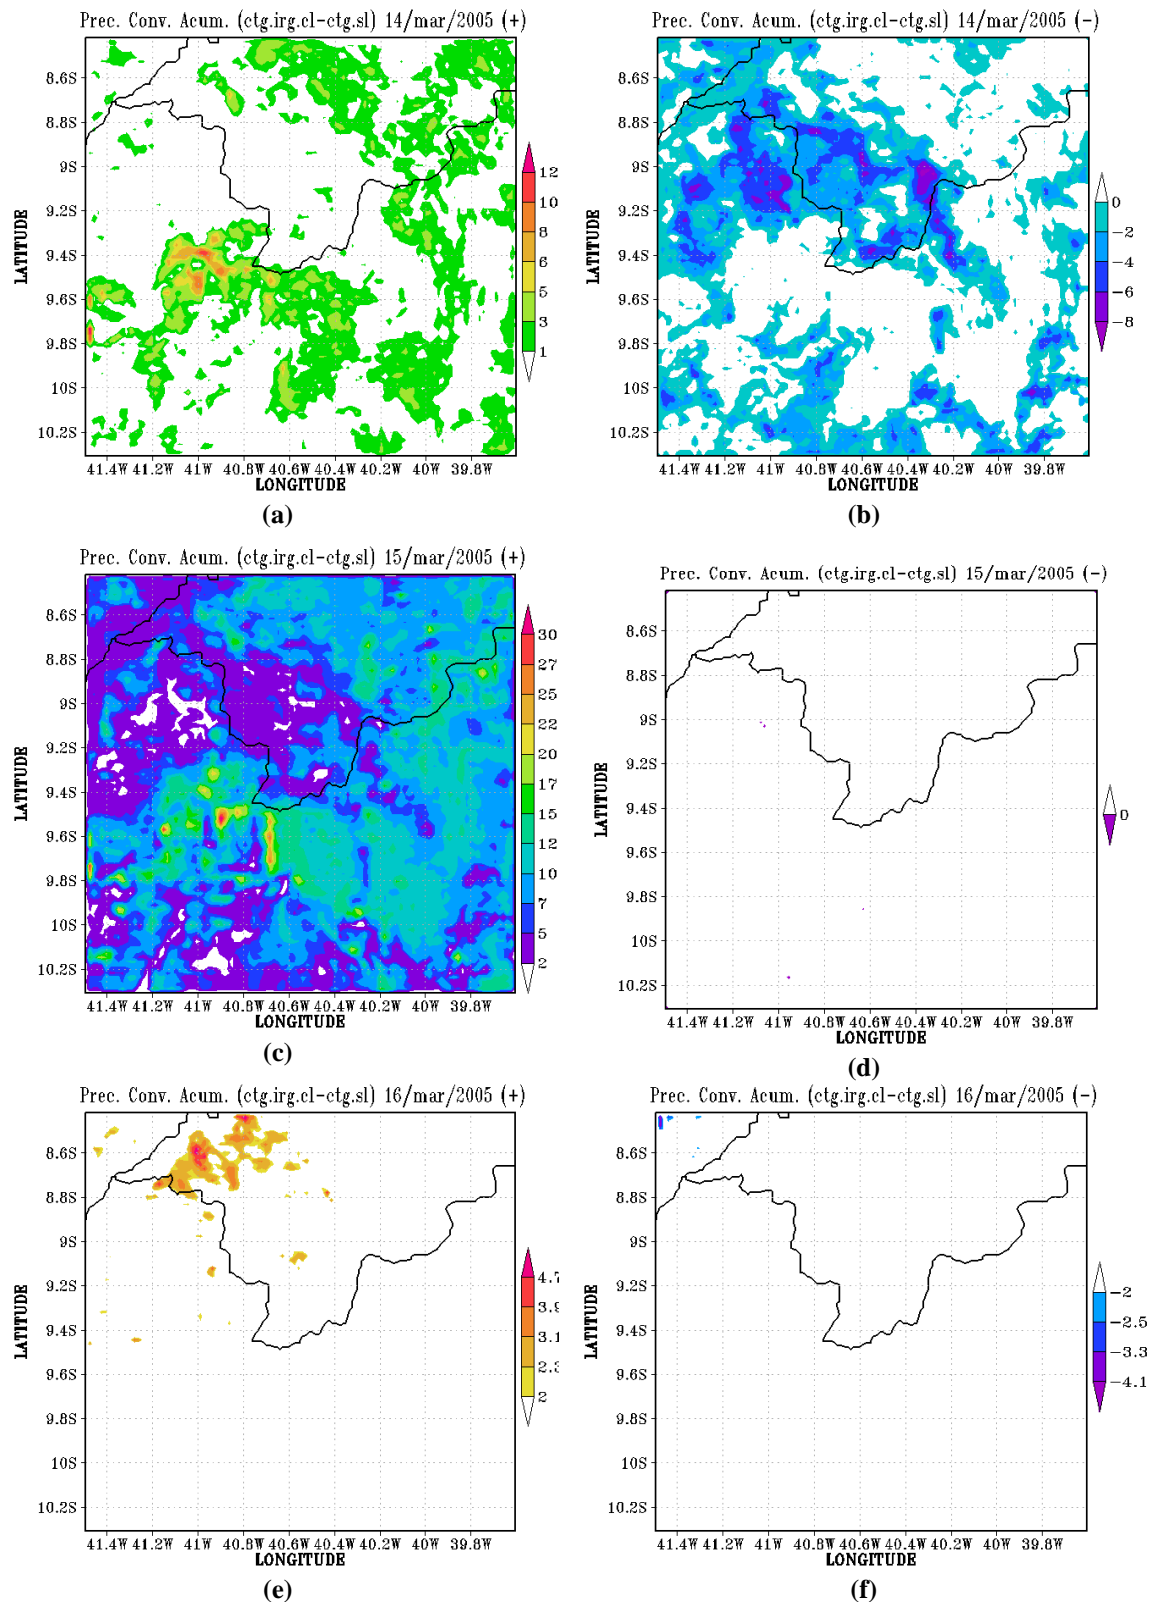 Prec. Conv. Acum. (ctg.irg.cl-ctg.sl) 14/mar/2005 (+)
8.6S
8.8S
9S
9.2S
9.4S
9.6S
9.8S
10S
10.2S
LATITUDE
41.4W 41.2W 41W 40.8W 40.6W 40.4W 40.2W 40W 39.8W
LONGITUDE
12
10
8
6
5
3
1
(a)
Prec. Conv. Acum. (ctg.irg.cl-ctg.sl) 14/mar/2005 (-)
8.6S
8.8S
9S
9.2S
9.4S
9.6S
9.8S
10S
10.2S
LATITUDE
41.4W 41.2W 41W 40.8W 40.6W 40.4W 40.2W 40W 39.8W
LONGITUDE
0
-2
-4
-6
-8
(b)
Prec. Conv. Acum. (ctg.irg.cl-ctg.sl) 15/mar/2005 (+)
8.6S
8.8S
9S
9.2S
9.4S
9.6S
9.8S
10S
10.2S
LATITUDE
41.4W 41.2W 41W 40.8W 40.6W 40.4W 40.2W 40W 39.8W
LONGITUDE
30
27
25
22
20
17
15
12
10
7
5
2
(c)
Prec. Conv. Acum. (ctg.irg.cl-ctg.sl) 15/mar/2005 (-)
8.6S
8.8S
9S
9.2S
9.4S
9.6S
9.8S
10S
10.2S
LATITUDE
41.4W 41.2W 41W 40.8W 40.6W 40.4W 40.2W 40W 39.8W
LONGITUDE
0
(d)
Prec. Conv. Acum. (ctg.irg.cl-ctg.sl) 16/mar/2005 (+)
8.6S
8.8S
9S
9.2S
9.4S
9.6S
9.8S
10S
10.2S
LATITUDE
41.4W 41.2W 41W 40.8W 40.6W 40.4W 40.2W 40W 39.8W
LONGITUDE
4.7
3.9
3.1
2.3
2
(e)
Prec. Conv. Acum. (ctg.irg.cl-ctg.sl) 16/mar/2005 (-)
8.6S
8.8S
9S
9.2S
9.4S
9.6S
9.8S
10S
10.2S
LATITUDE
41.4W 41.2W 41W 40.8W 40.6W 40.4W 40.2W 40W 39.8W
LONGITUDE
-2
-2.5
-3.3
-4.1
(f)